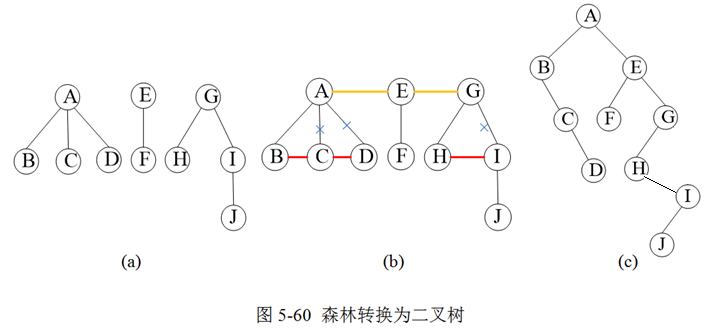 A E G
B C D F H I
J
(a)
A E G
B C D F H I
J
(b)
A
B E
C F G
D H
I
J
(c)
图 5-60 森林转换为二叉树